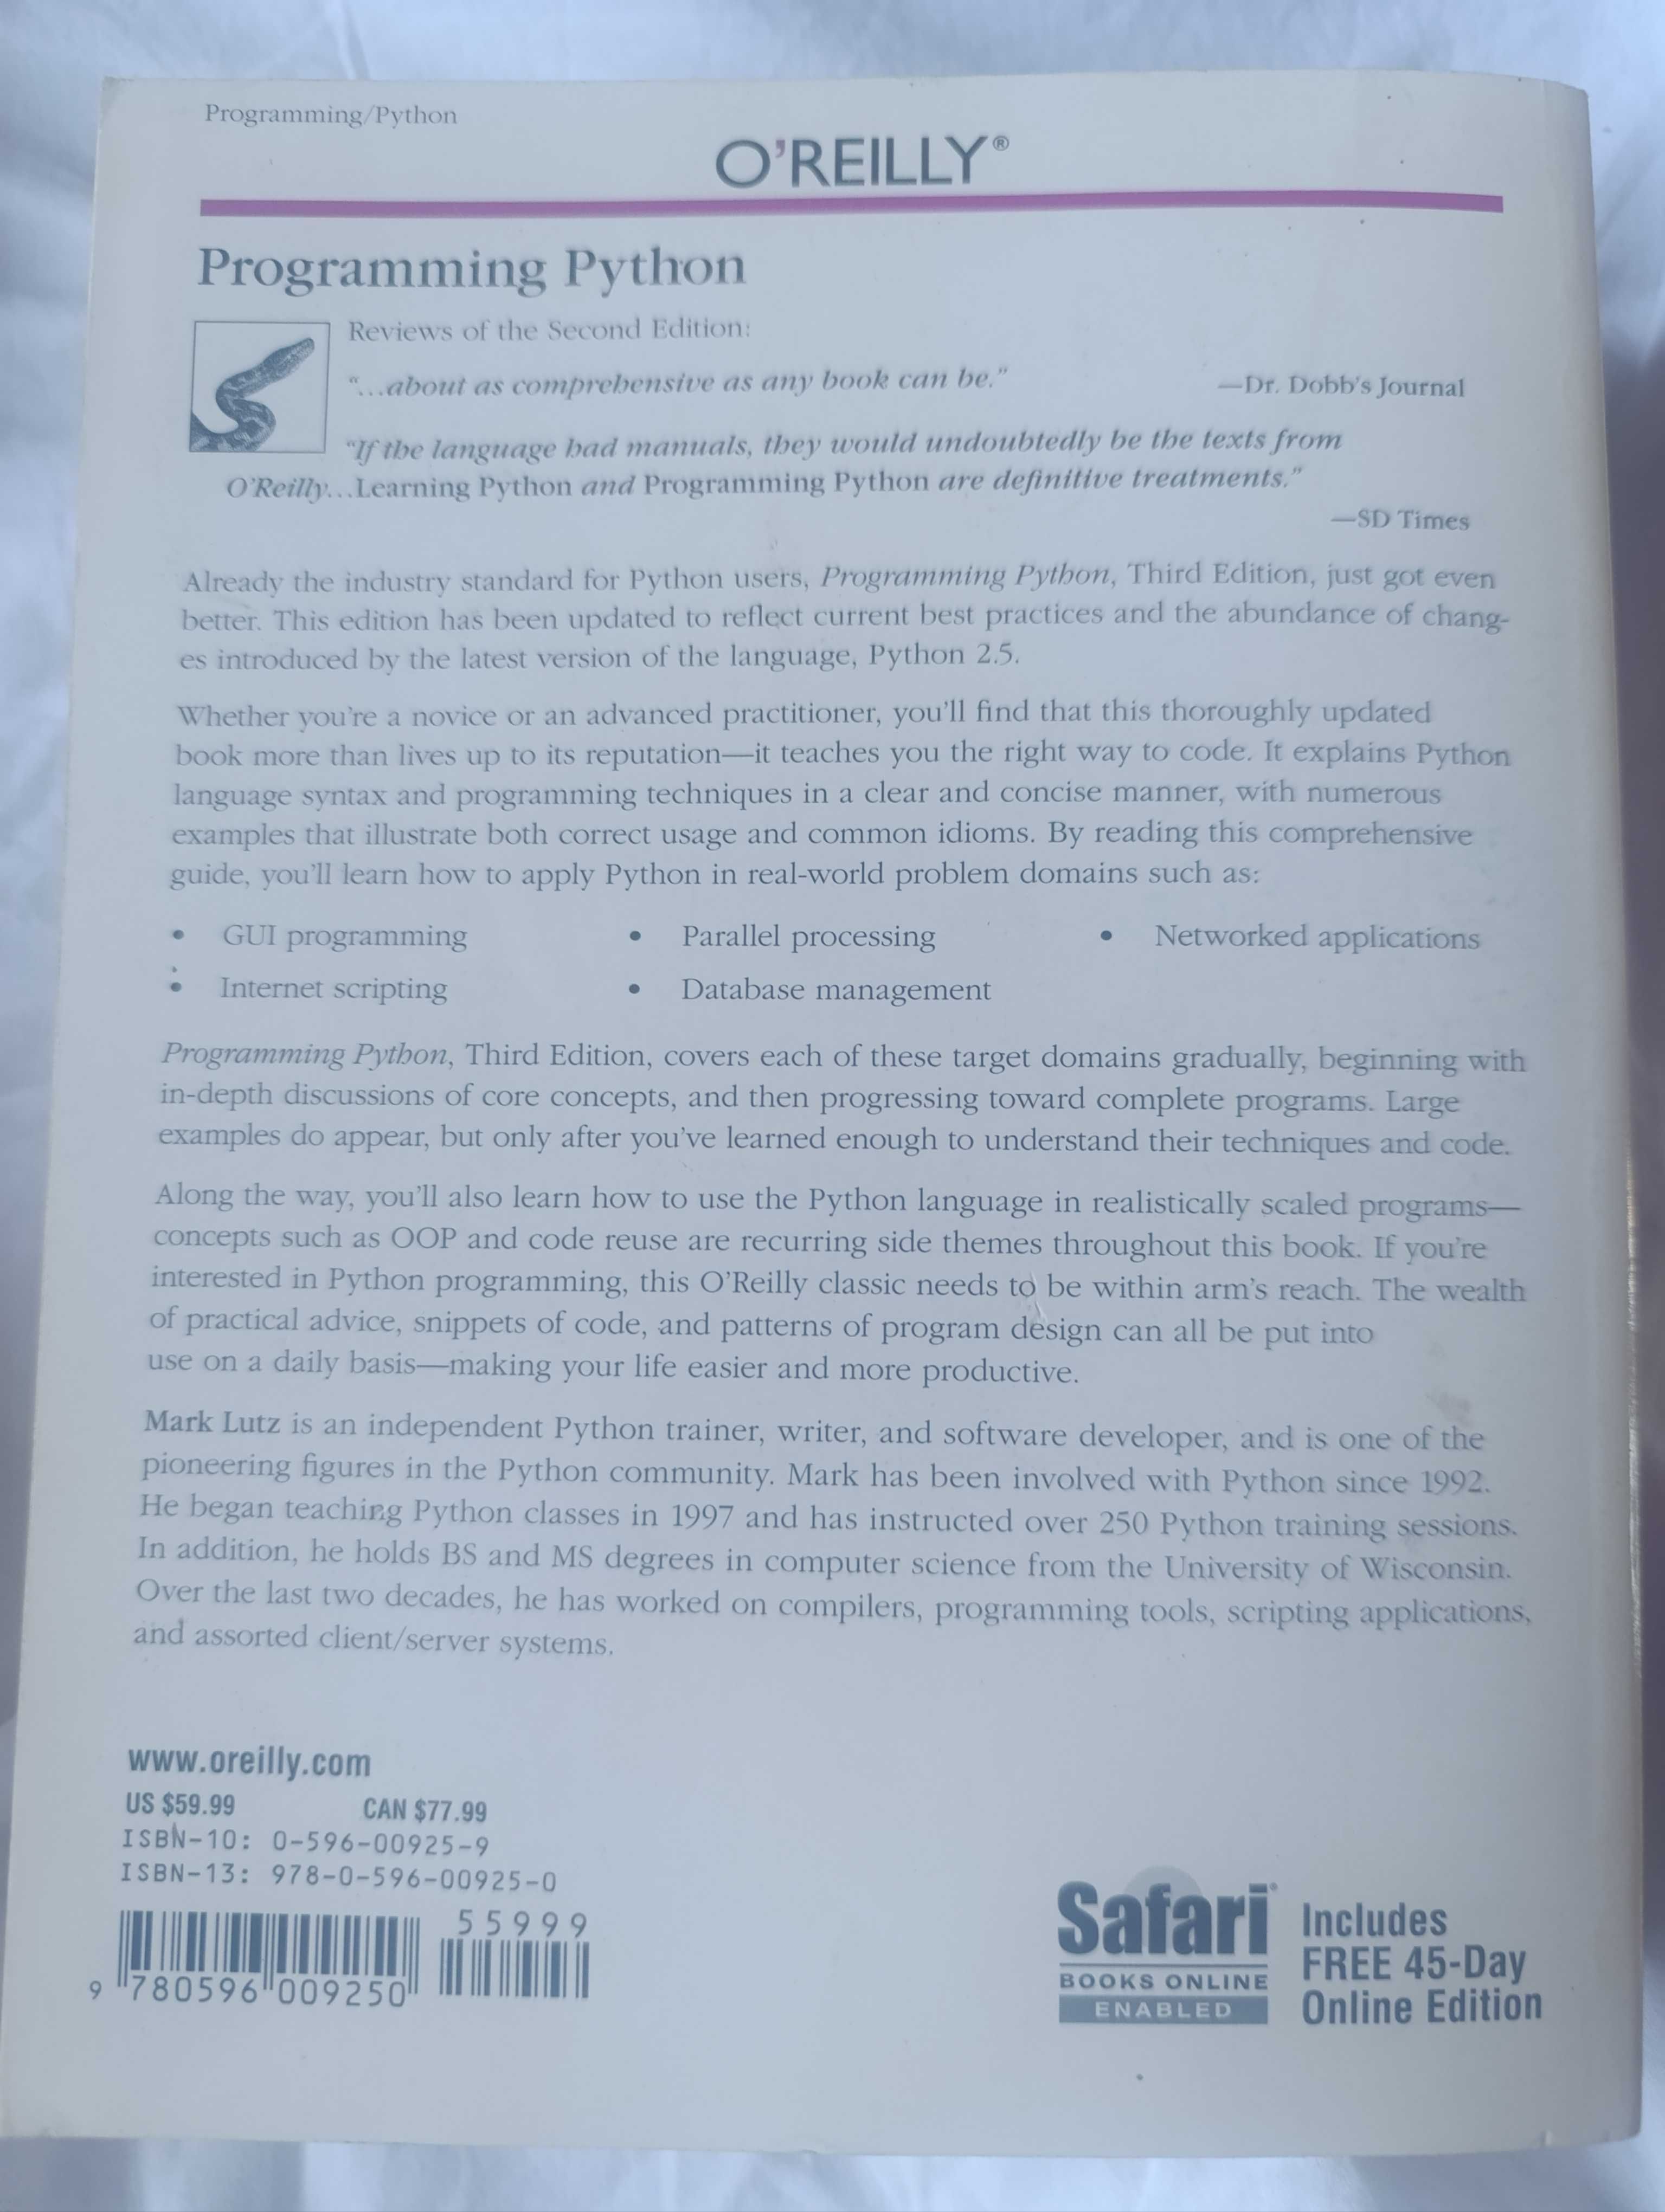 Programming/Python
O'REILLY®
Programming Python
Reviews of the Second Edition:
"...about as comprehensive as any book can be."
—Dr. Dobb's Journal
"If the language had manuals, they would undoubtedly be the texts from
O'Reilly...Learning Python and Programming Python are definitive treatments."
—SD Times
Already the industry standard for Python users, Programming Python, Third Edition, just got even
better. This edition has been updated to reflect current best practices and the abundance of chang-
es introduced by the latest version of the language, Python 2.5.
Whether you're a novice or an advanced practitioner, you'll find that this thoroughly updated
book more than lives up to its reputation—it teaches you the right way to code. It explains Python
language syntax and programming techniques in a clear and concise manner, with numerous
examples that illustrate both correct usage and common idioms. By reading this comprehensive
guide, you'll learn how to apply Python in real-world problem domains such as:
• GUI programming • Parallel processing • Networked applications
• Internet scripting • Database management
Programming Python, Third Edition, covers each of these target domains gradually, beginning with
in-depth discussions of core concepts, and then progressing toward complete programs. Large
examples do appear, but only after you've learned enough to understand their techniques and code.
Along the way, you'll also learn how to use the Python language in realistically scaled programs—
concepts such as OOP and code reuse are recurring side themes throughout this book. If you're
interested in Python programming, this O'Reilly classic needs to be within arm's reach. The wealth
of practical advice, snippets of code, and patterns of program design can all be put into
use on a daily basis—making your life easier and more productive.
Mark Lutz is an independent Python trainer, writer, and software developer, and is one of the
pioneering figures in the Python community. Mark has been involved with Python since 1992.
He began teaching Python classes in 1997 and has instructed over 250 Python training sessions.
In addition, he holds BS and MS degrees in computer science from the University of Wisconsin.
Over the last two decades, he has worked on compilers, programming tools, scripting applications,
and assorted client/server systems.
www.oreilly.com
US $59.99 CAN $77.99
ISBN-10: 0-596-00925-9
ISBN-13: 978-0-596-00925-0
55999
9 780596 009250
Safari®
BOOKS ONLINE
ENABLED
Includes
FREE 45-Day
Online Edition